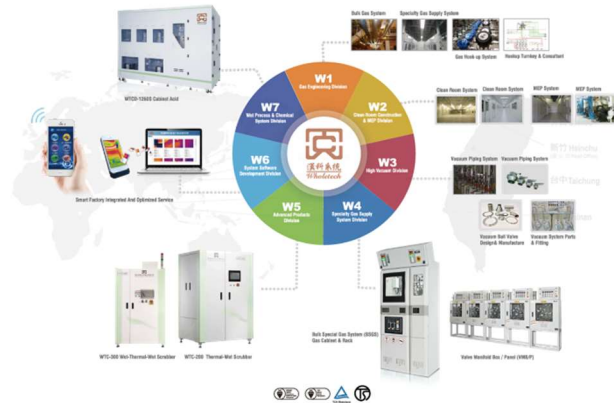 Bulk Gas System
Specialty Gas Supply System
Gas Hook-up System
Hookup Turnkey & Consultant
WTCD-1200S Cabinet Acid
W1
Gas Engineering Division
W7
Wet Process & Chemical
System Division
W2
Clean Room Construction
& MEP Division
Clean Room System
Clean Room System
MEP System
MEP System
漢科系統
Wholetech
W6
System Software
Development Division
W3
High Vacuum Division
Vacuum Piping System
Vacuum Piping System
Smart Factory Integrated And Optimized Service
W5
Advanced Products
Division
W4
Specialty Gas Supply
System Division
Vacuum Ball Valve
Design& Manufacture
Vacuum System Parts
& Fitting
新竹 Hsinchu
台中 Taichung
WTC-300 Wet-Thermal-Wet Scrubber
WTC-200 Thermal-Wet Scrubber
Bulk Special Gas System (BSGS)
Gas Cabinet & Rack
Valve Manifold Box / Panel (VMB/P)